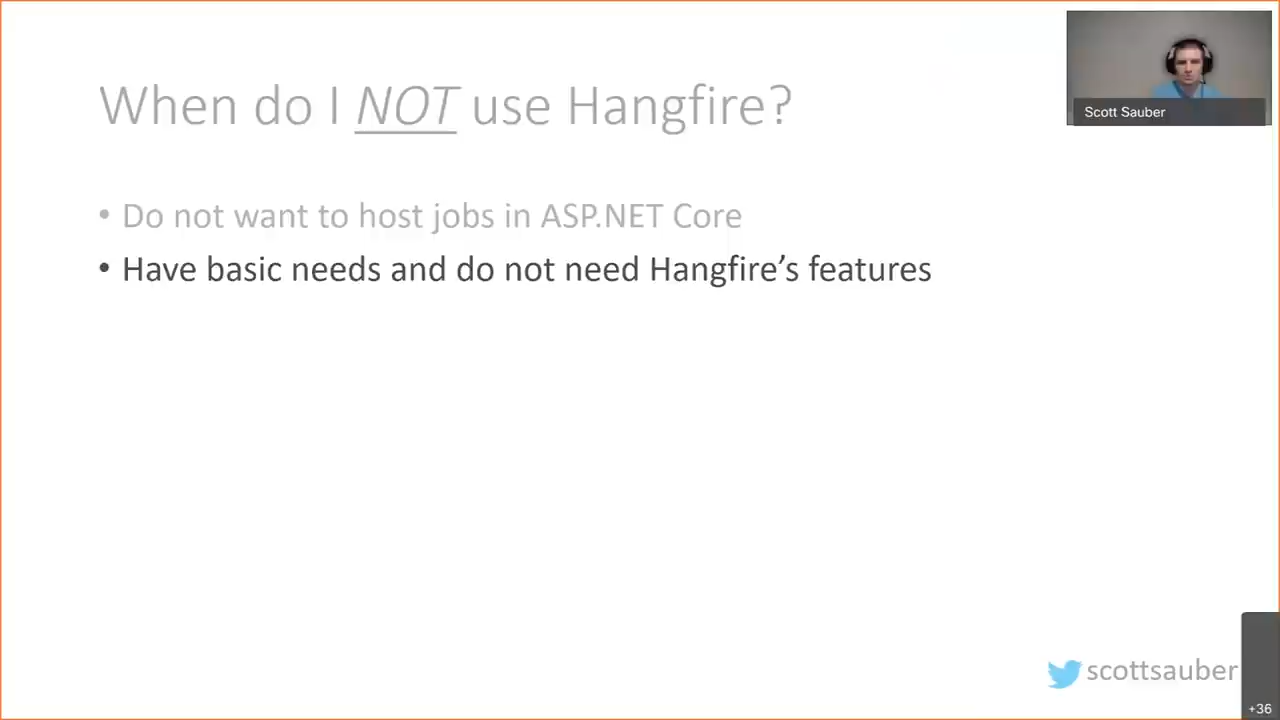 When do I NOT use Hangfire?
Scott Sauber
• Do not want to host jobs in ASP.NET Core
• Have basic needs and do not need Hangfire’s features
scottsauber
+36